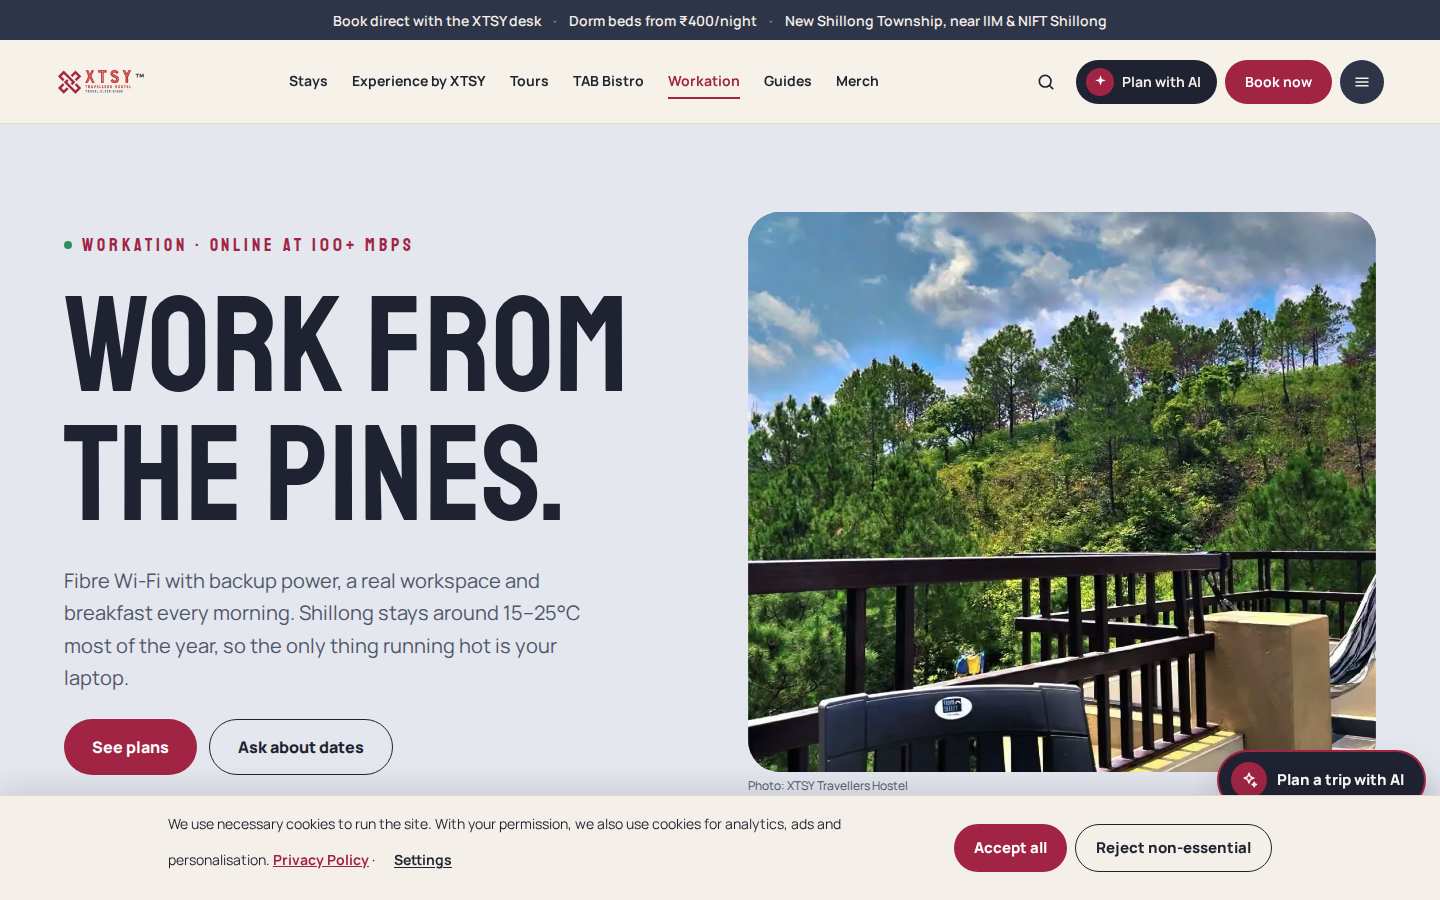 Book direct with the XTSY desk · Dorm beds from ₹400/night · New Shillong Township, near IIM & NIFT Shillong
XTSY ™
TRAVELLERS HOSTEL
Stays Experience by XTSY Tours TAB Bistro Workation Guides Merch
Plan with AI Book now
WORKATION · ONLINE AT 100+ MBPS
WORK FROM
THE PINES.
Fibre Wi-Fi with backup power, a real workspace and
breakfast every morning. Shillong stays around 15–25°C
most of the year, so the only thing running hot is your
laptop.
See plans Ask about dates
Photo: XTSY Travellers Hostel
Plan a trip with AI
We use necessary cookies to run the site. With your permission, we also use cookies for analytics, ads and
personalisation. Privacy Policy · Settings
Accept all Reject non-essential